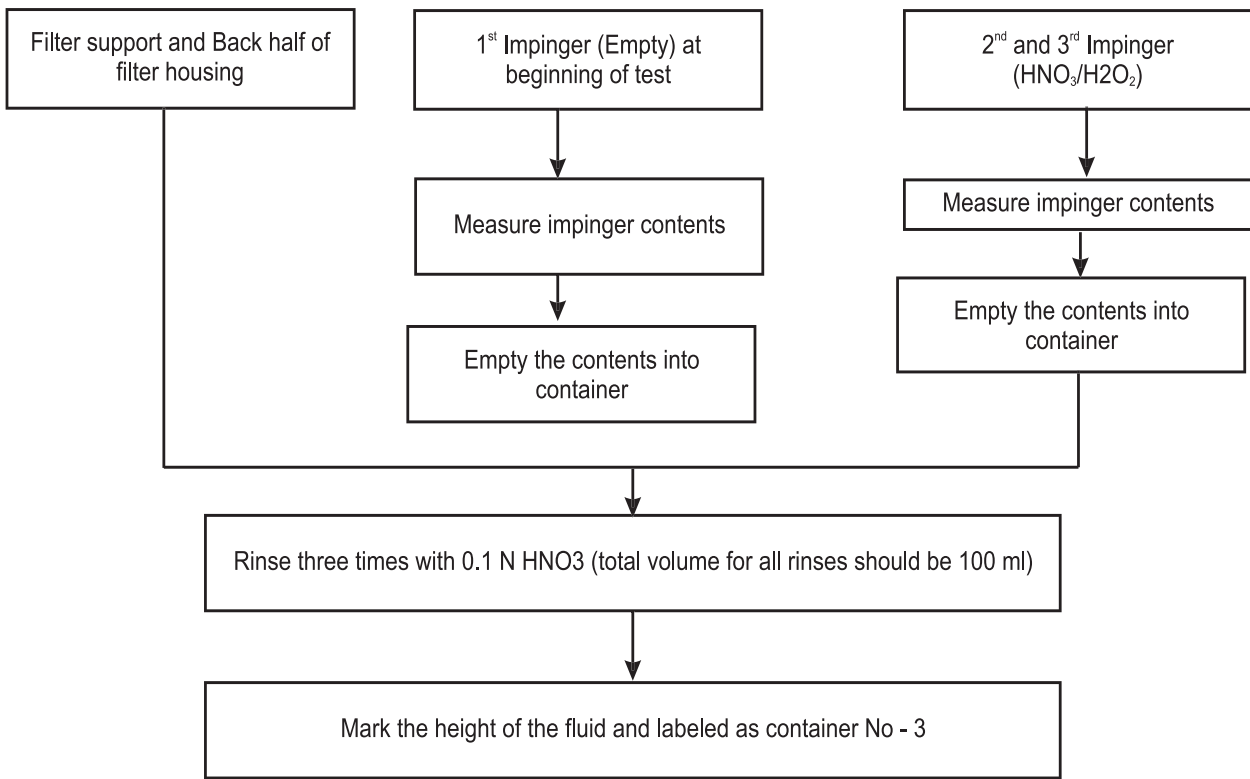 Filter support and Back half of
filter housing
1st Impinger (Empty) at
beginning of test
2nd and 3rd Impinger
(HNO₃/H2O₂)
Measure impinger contents
Measure impinger contents
Empty the contents into
container
Empty the contents into
container
Rinse three times with 0.1 N HNO3 (total volume for all rinses should be 100 ml)
Mark the height of the fluid and labeled as container No - 3